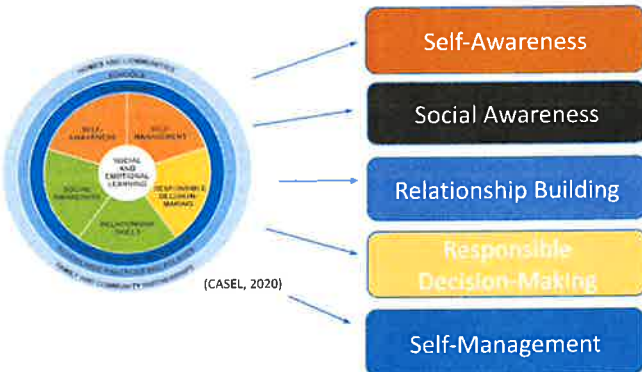 HOMES AND COMMUNITIES
SCHOOLS
SELF-
AWARENESS
SELF-
MANAGEMENT
SOCIAL
AND
EMOTIONAL
LEARNING
SOCIAL
AWARENESS
RESPONSIBLE
DECISION-
MAKING
RELATIONSHIP
SKILLS
FAMILY AND COMMUNITY PARTNERSHIPS
(CASEL, 2020)
Self-Awareness
Social Awareness
Relationship Building
Responsible
Decision-Making
Self-Management